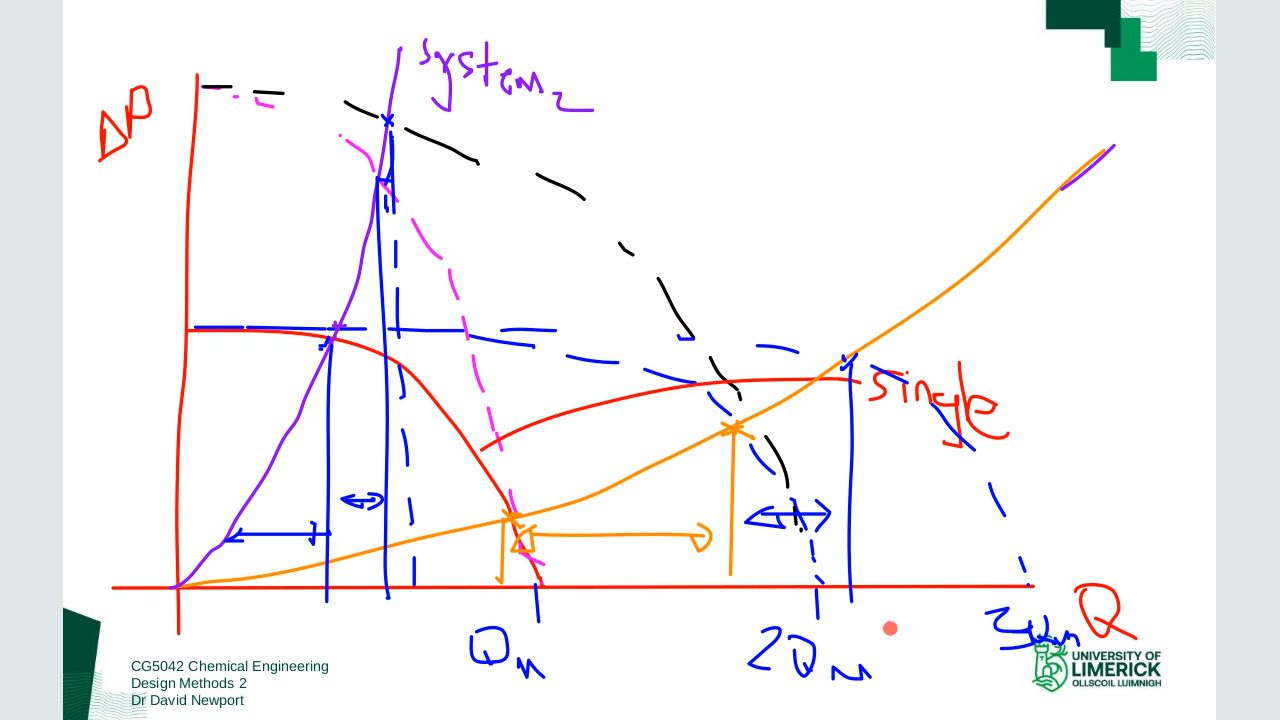 system 2
ΔP
single
Qm
2Qm
3Qm
Q
CG5042 Chemical Engineering
Design Methods 2
Dr David Newport
UNIVERSITY OF
LIMERICK
OLLSCOIL LUIMNIGH